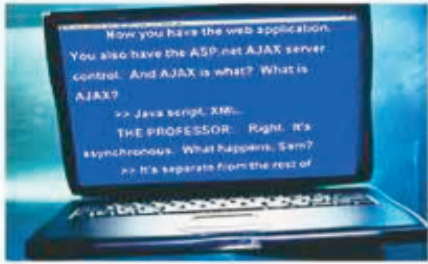 Now you have the web application.
You also have the ASP.net AJAX server
control. And AJAX is what? What is
AJAX?
>> Java script, XML.
THE PROFESSOR: Right. It's
asynchronous. What happens, Sam?
>> It's separate from the rest of